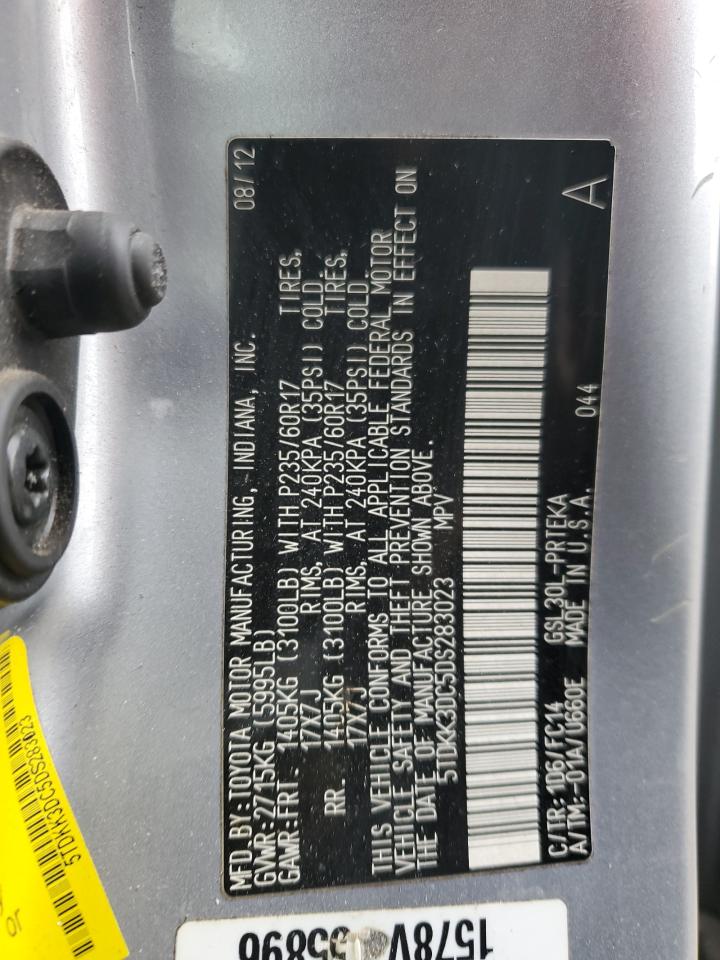 MFD.BY:TOYOTA MOTOR MANUFACTURING, INDIANA, INC. 08/12
GVWR:2715KG (5995LB)
GAWR:FRT. 1405KG (3100LB) WITH P235/60R17 TIRES,
17X7J RIMS, AT 240KPA (35PSI) COLD.
RR. 1405KG (3100LB) WITH P235/60R17 TIRES,
17X7J RIMS, AT 240KPA (35PSI) COLD.
THIS VEHICLE CONFORMS TO ALL APPLICABLE FEDERAL MOTOR
VEHICLE SAFETY AND THEFT PREVENTION STANDARDS IN EFFECT ON
THE DATE OF MANUFACTURE SHOWN ABOVE.
5TDKK3DC5DS283023 MPV
C/TR: 1D6/FC14 GSL30L-PRTEKA
A/TM:-01A/U660E MADE IN U.S.A. 044 A
5TDKK3DC5DS283023